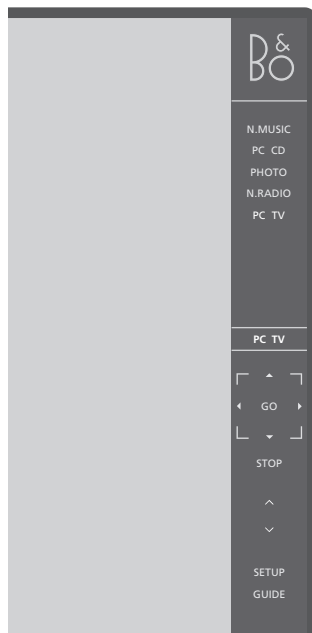 B&O
N.MUSIC
PC CD
PHOTO
N.RADIO
PC TV
PC TV
GO
STOP
SETUP
GUIDE